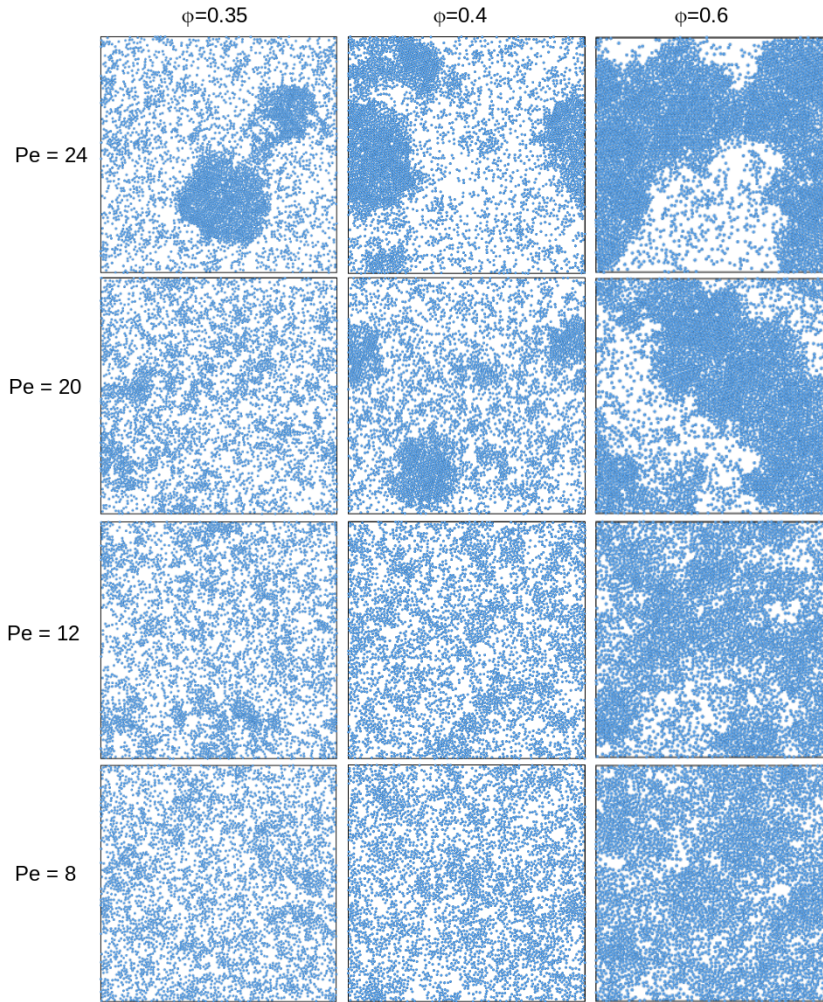 φ=0.35 φ=0.4 φ=0.6
Pe = 24
Pe = 20
Pe = 12
Pe = 8